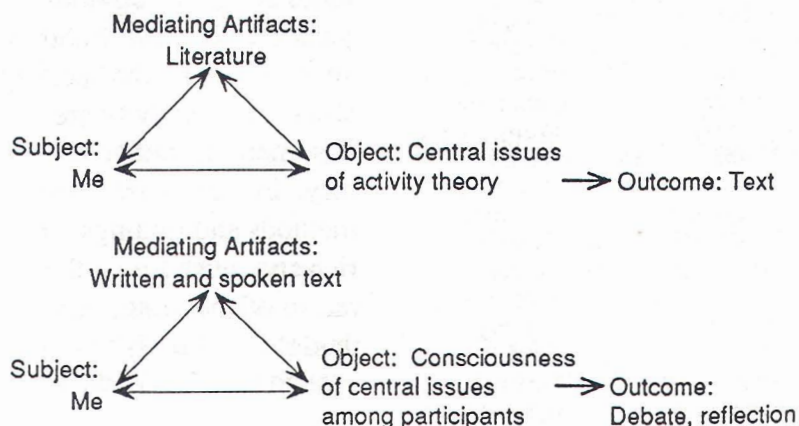 Mediating Artifacts:
Literature
Subject:
Me
Object: Central issues
of activity theory
Outcome: Text
Mediating Artifacts:
Written and spoken text
Subject:
Me
Object: Consciousness
of central issues
among participants
Outcome:
Debate, reflection